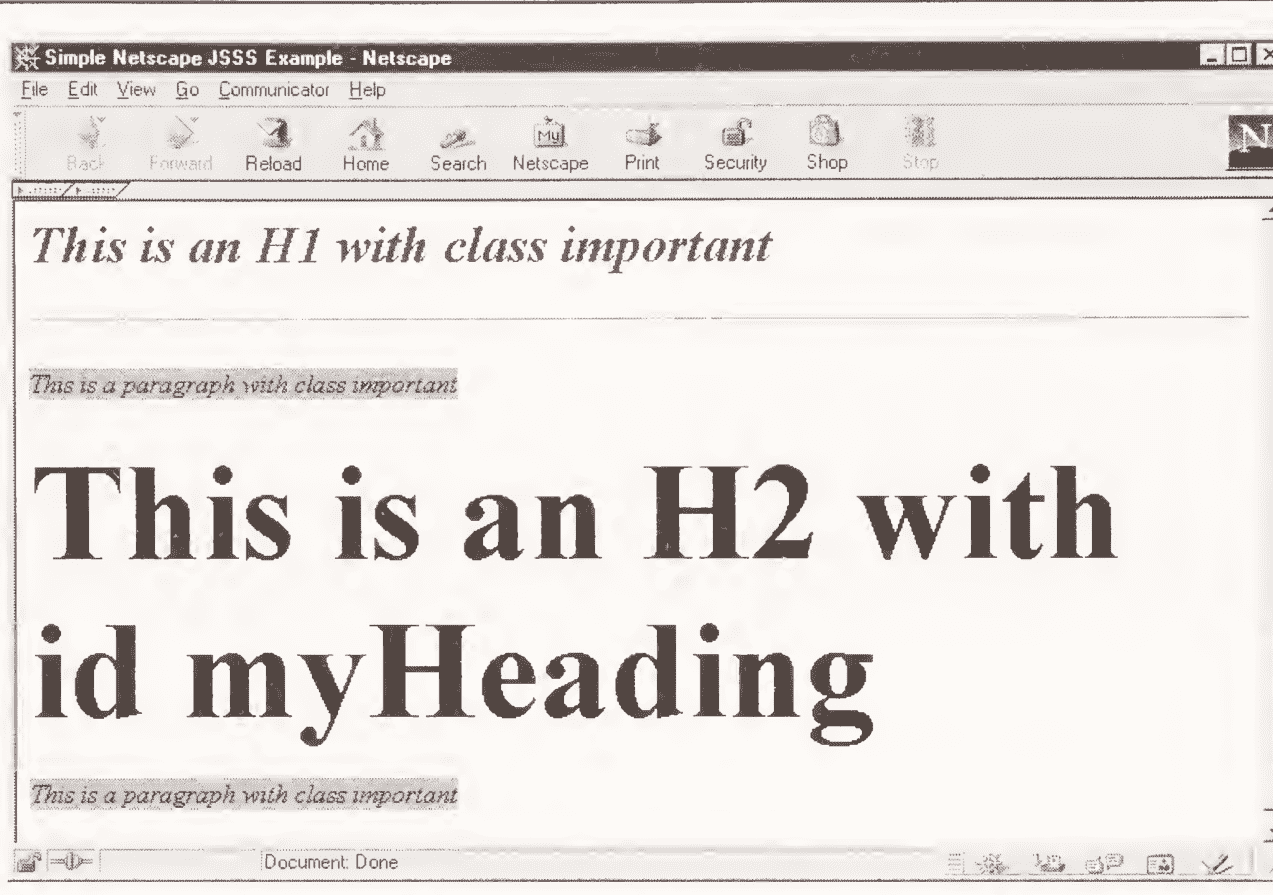 Simple Netscape JSSS Example - Netscape
File Edit View Go Communicator Help
My
N
Back Forward Reload Home Search Netscape Print Security Shop Stop
This is an H1 with class important
This is a paragraph with class important
This is an H2 with
id myHeading
This is a paragraph with class important
Document: Done